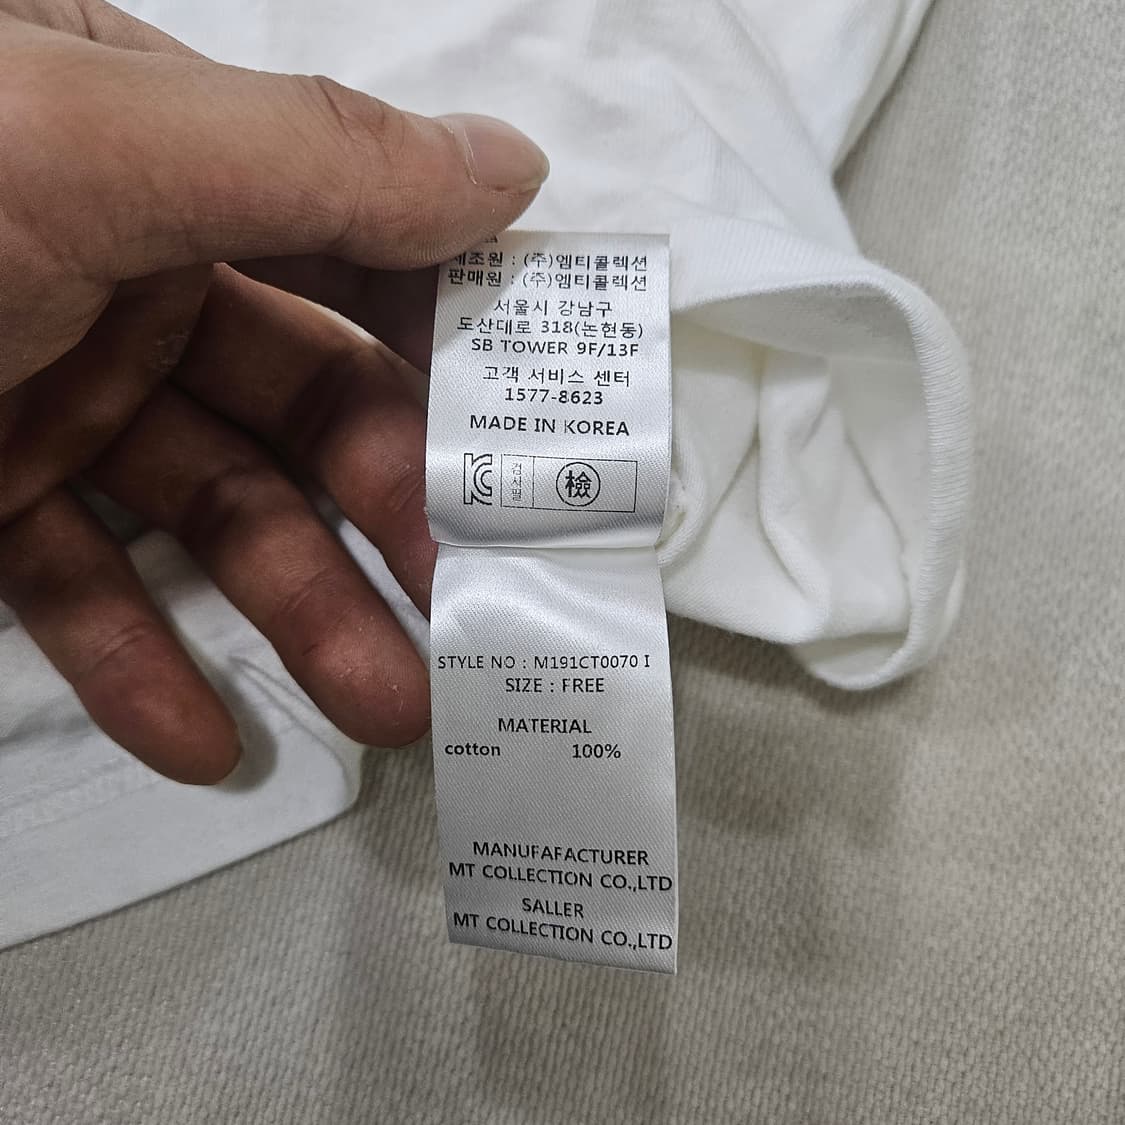 제조원 : (주)엠티콜렉션
판매원 : (주)엠티콜렉션
서울시 강남구
도산대로 318(논현동)
SB TOWER 9F/13F
고객 서비스 센터
1577-8623
MADE IN KOREA
KC 검사필 檢
STYLE NO : M191CT0070 I
SIZE : FREE
MATERIAL
cotton 100%
MANUFAFACTURER
MT COLLECTION CO.,LTD
SALLER
MT COLLECTION CO.,LTD